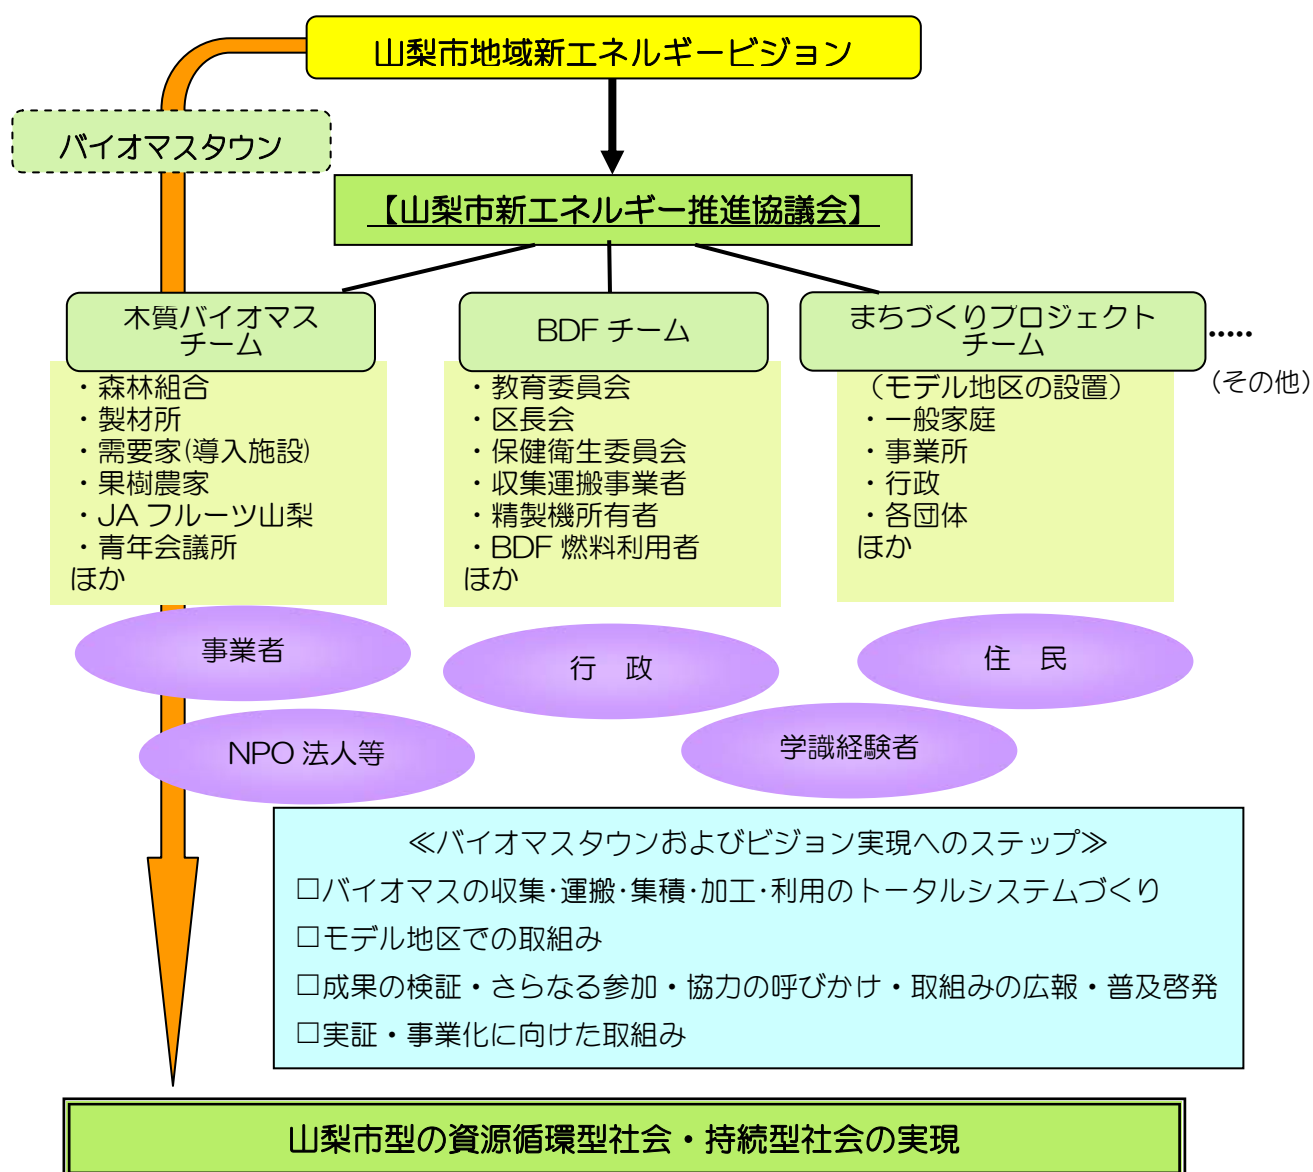 山梨市地域新エネルギービジョン
バイオマスタウン
【山梨市新エネルギー推進協議会】
木質バイオマス
チーム
・森林組合
・製材所
・需要家(導入施設)
・果樹農家
・JA フルーツ山梨
・青年会議所
ほか
BDF チーム
・教育委員会
・区長会
・保健衛生委員会
・収集運搬事業者
・精製機所有者
・BDF 燃料利用者
ほか
まちづくりプロジェクト
チーム
（モデル地区の設置）
・一般家庭
・事業所
・行政
・各団体
ほか
.....
（その他）
事業者
行　政
住　民
NPO 法人等
学識経験者
≪バイオマスタウンおよびビジョン実現へのステップ≫
□バイオマスの収集･運搬･集積･加工･利用のトータルシステムづくり
□モデル地区での取組み
□成果の検証・さらなる参加・協力の呼びかけ・取組みの広報・普及啓発
□実証・事業化に向けた取組み
山梨市型の資源循環型社会・持続型社会の実現